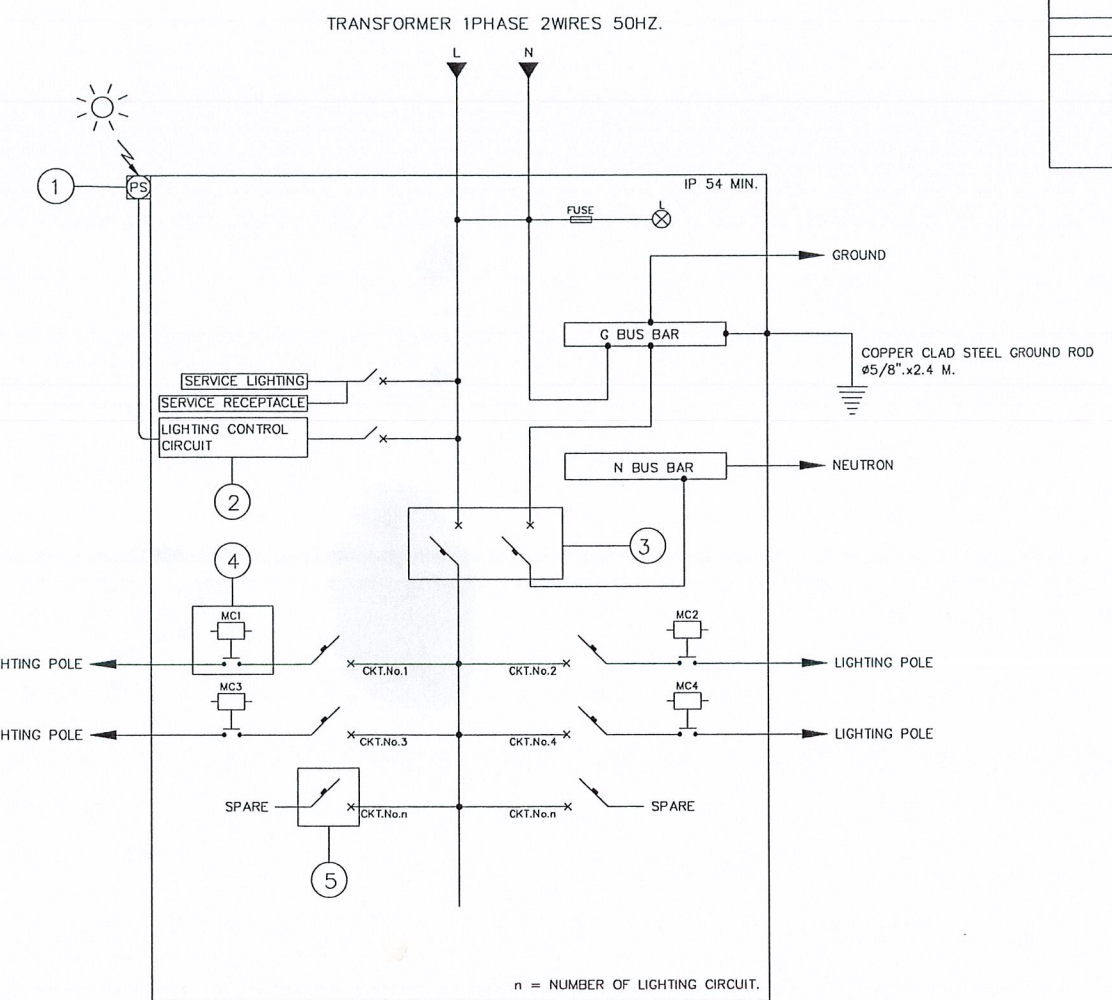 TRANSFORMER 1PHASE 2WIRES 50HZ.
L N
1
PS
IP 54 MIN.
FUSE
L
GROUND
G BUS BAR
COPPER CLAD STEEL GROUND ROD
ø5/8".x2.4 M.
SERVICE LIGHTING
SERVICE RECEPTACLE
LIGHTING CONTROL
CIRCUIT
N BUS BAR
NEUTRON
2
3
4
MC1
MC2
HTING POLE
CKT.No.1
CKT.No.2
LIGHTING POLE
MC3
MC4
HTING POLE
CKT.No.3
CKT.No.4
LIGHTING POLE
SPARE
CKT.No.n
CKT.No.n
SPARE
5
n = NUMBER OF LIGHTING CIRCUIT.